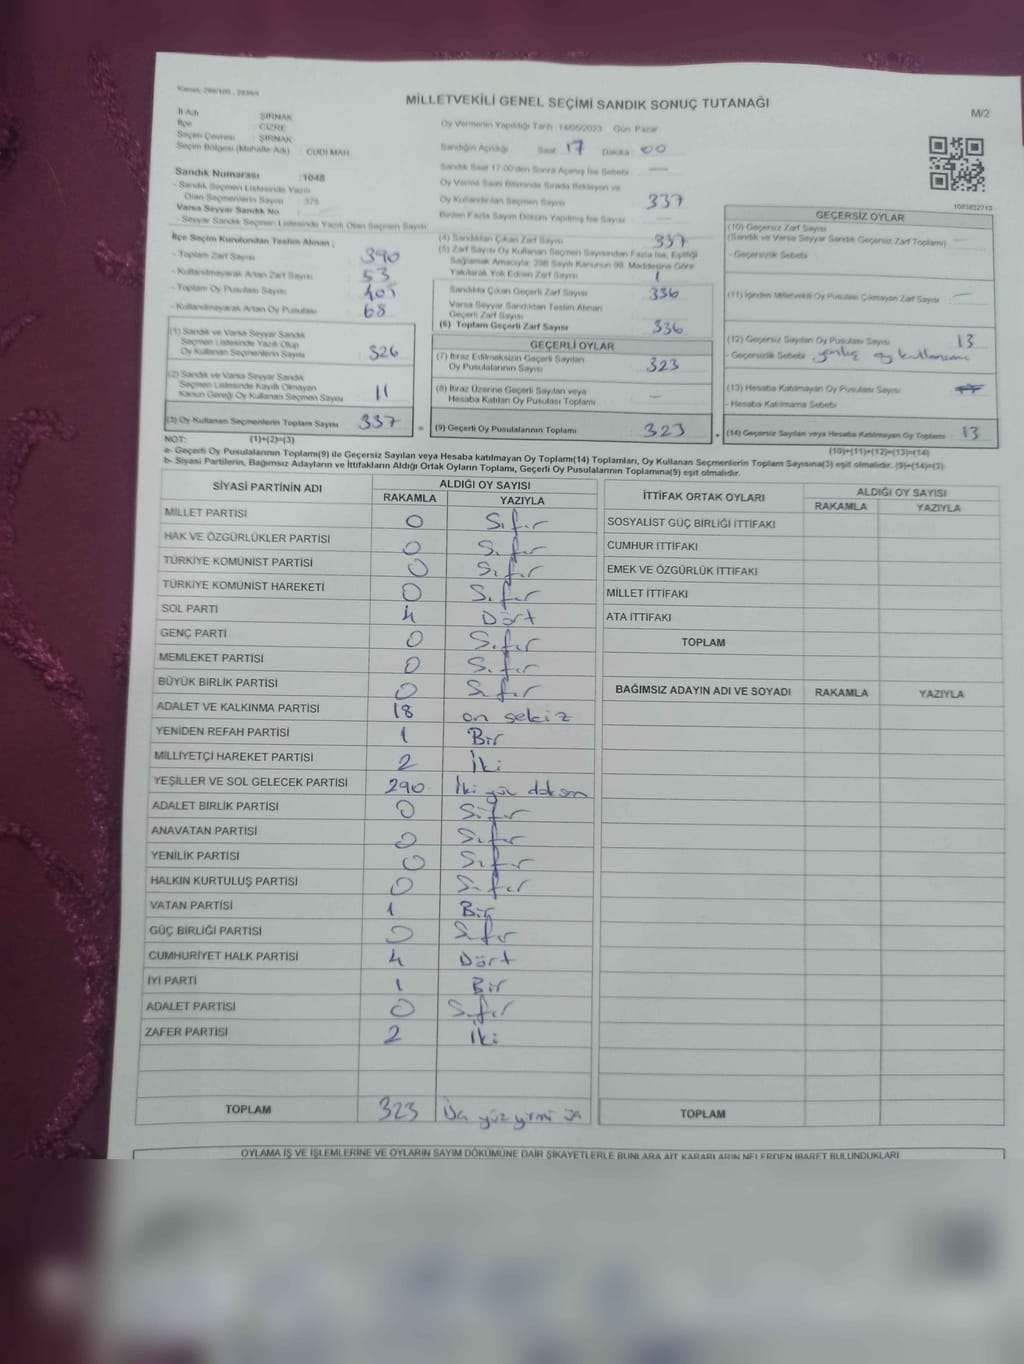 Kanun, 298/105 , 2839/4
MİLLETVEKİLİ GENEL SEÇİMİ SANDIK SONUÇ TUTANAĞI
M/2
İl Adı : ŞIRNAK
İlçe : CİZRE
Seçim Çevresi : ŞIRNAK
Seçim Bölgesi (Mahalle Adı) : CUDİ MAH
Sandık Numarası : 1048
- Sandık Seçmen Listesinde Yazılı
Olan Seçmenlerin Sayısı 376
Varsa Seyyar Sandık No
- Seyyar Sandık Seçmen Listesinde Yazılı Olan Seçmen Sayısı
İlçe Seçim Kurulundan Teslim Alınan ;
- Toplam Zarf Sayısı 390
- Kullanılmayarak Artan Zarf Sayısı 53
- Toplam Oy Pusulası Sayısı 405
- Kullanılmayarak Artan Oy Pusulası 68
(1) Sandık ve Varsa Seyyar Sandık
Seçmen Listesinde Yazılı Olup
Oy Kullanan Seçmenlerin Sayısı 326
(2) Sandık ve Varsa Seyyar Sandık
Seçmen Listesinde Kayıtlı Olmayan
Kanun Gereği Oy Kullanan Seçmen Sayısı 11
(3) Oy Kullanan Seçmenlerin Toplam Sayısı 337
Oy Vermenin Yapıldığı Tarih :14/05/2023 Gün: Pazar
Sandığın Açıldığı Saat 17 Dakika : 00
Sandık Saat 17:00'den Sonra Açılmış İse Sebebi : —
Oy Verme Saati Bitiminde Sırada Bekleyen ve
Oy Kullandırılan Seçmen Sayısı 337
Birden Fazla Sayım Döküm Yapılmış İse Sayısı
(4) Sandıktan Çıkan Zarf Sayısı 337
(5) Zarf Sayısı Oy Kullanan Seçmen Sayısından Fazla İse, Eşitliği
Sağlamak Amacıyla; 298 Sayılı Kanunun 98. Maddesine Göre
Yakılarak Yok Edilen Zarf Sayısı 1
Sandıkta Çıkan Geçerli Zarf Sayısı 336
Varsa Seyyar Sandıktan Teslim Alınan
Geçerli Zarf Sayısı
(6) Toplam Geçerli Zarf Sayısı 336
GEÇERLİ OYLAR
(7) İtiraz Edilmeksizin Geçerli Sayılan
Oy Pusulalarının Sayısı 323
(8) İtiraz Üzerine Geçerli Sayılan veya
Hesaba Katılan Oy Pusulası Toplamı —
= (9) Geçerli Oy Pusulalarının Toplamı 323
1083832713
GEÇERSİZ OYLAR
(10) Geçersiz Zarf Sayısı
(Sandık ve Varsa Seyyar Sandık Geçersiz Zarf Toplamı) —
- Geçersizlik Sebebi
(11) İçinden Milletvekili Oy Pusulası Çıkmayan Zarf Sayısı —
(12) Geçersiz Sayılan Oy Pusulası Sayısı 13
- Geçersizlik Sebebi yanlış oy kullanımı
(13) Hesaba Katılmayan Oy Pusulası Sayısı
- Hesaba Katılmama Sebebi
+ (14) Geçersiz Sayılan veya Hesaba Katılmayan Oy Toplamı 13
NOT: (1)+(2)=(3)
(10)+(11)+(12)+(13)=(14)
a- Geçerli Oy Pusulalarının Toplamı(9) ile Geçersiz Sayılan veya Hesaba katılmayan Oy Toplamı(14) Toplamları, Oy Kullanan Seçmenlerin Toplam Sayısına(3) eşit olmalıdır. (9)+(14)=(3)
b- Siyasi Partilerin, Bağımsız Adayların ve İttifakların Aldığı Ortak Oyların Toplamı, Geçerli Oy Pusulalarının Toplamına(9) eşit olmalıdır.
SİYASİ PARTİNİN ADI ALDIĞI OY SAYISI
RAKAMLA YAZIYLA
MİLLET PARTİSİ 0 Sıfır
HAK VE ÖZGÜRLÜKLER PARTİSİ 0 Sıfır
TÜRKİYE KOMÜNİST PARTİSİ 0 Sıfır
TÜRKİYE KOMÜNİST HAREKETİ 0 Sıfır
SOL PARTİ 4 Dört
GENÇ PARTİ 0 Sıfır
MEMLEKET PARTİSİ 0 Sıfır
BÜYÜK BİRLİK PARTİSİ 0 Sıfır
ADALET VE KALKINMA PARTİSİ 18 on sekiz
YENİDEN REFAH PARTİSİ 1 Bir
MİLLİYETÇİ HAREKET PARTİSİ 2 İki
YEŞİLLER VE SOL GELECEK PARTİSİ 290 İki yüz doksan
ADALET BİRLİK PARTİSİ 0 Sıfır
ANAVATAN PARTİSİ 0 Sıfır
YENİLİK PARTİSİ 0 Sıfır
HALKIN KURTULUŞ PARTİSİ 0 Sıfır
VATAN PARTİSİ 1 Bir
GÜÇ BİRLİĞİ PARTİSİ 0 Sıfır
CUMHURİYET HALK PARTİSİ 4 Dört
İYİ PARTİ 1 Bir
ADALET PARTİSİ 0 Sıfır
ZAFER PARTİSİ 2 İki
TOPLAM 323 yüz yirmi
İTTİFAK ORTAK OYLARI ALDIĞI OY SAYISI
RAKAMLA YAZIYLA
SOSYALİST GÜÇ BİRLİĞİ İTTİFAKI
CUMHUR İTTİFAKI
EMEK VE ÖZGÜRLÜK İTTİFAKI
MİLLET İTTİFAKI
ATA İTTİFAKI
TOPLAM
BAĞIMSIZ ADAYIN ADI VE SOYADI RAKAMLA YAZIYLA
TOPLAM
OYLAMA İŞ VE İŞLEMLERİNE VE OYLARIN SAYIM DÖKÜMÜNE DAİR ŞİKAYETLERLE BUNLARA AİT KARARLARIN NELERDEN İBARET BULUNDUKLARI